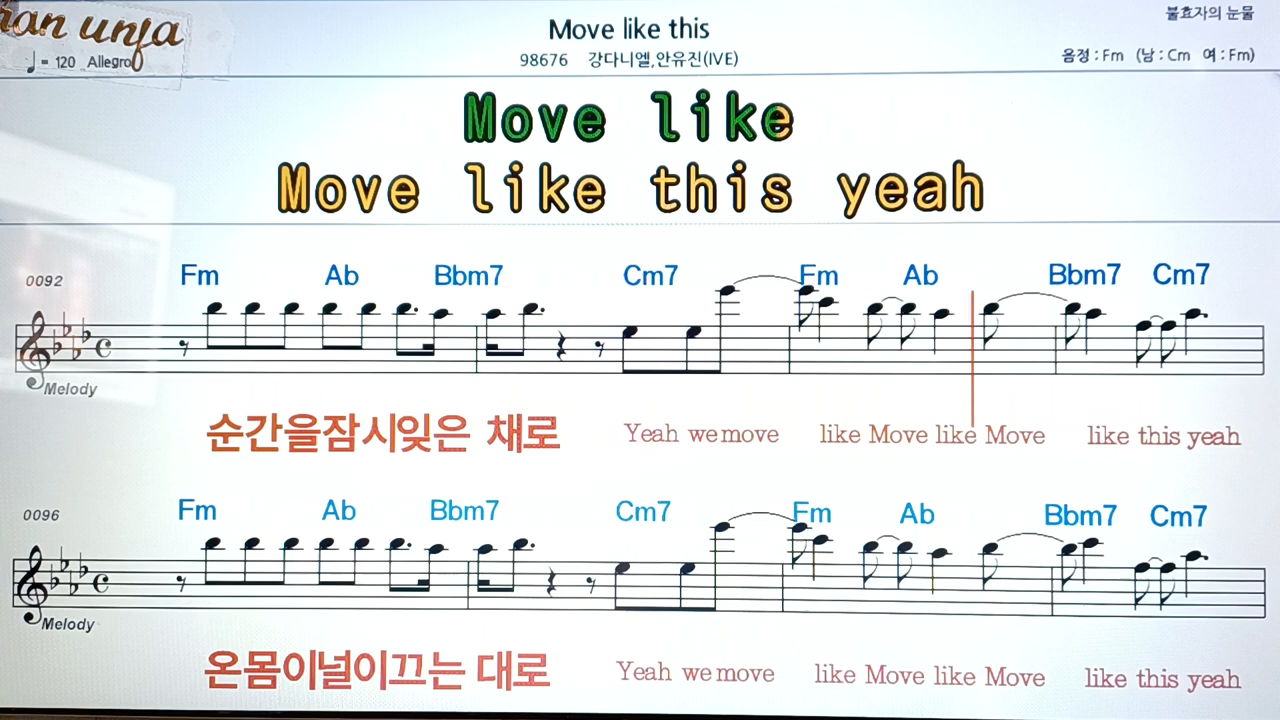 unja
Move like this
불효자의 눈물
♩ = 120 Allegro
98676 강다니엘,안유진(IVE)
음정 : Fm (남 : Cm 여 : Fm)
Move like
Move like this yeah
0092
Fm Ab Bbm7 Cm7 Fm Ab Bbm7 Cm7
Melody
순간을잠시잊은 채로 Yeah we move like Move like Move like this yeah
0096
Fm Ab Bbm7 Cm7 Fm Ab Bbm7 Cm7
Melody
온몸이널이끄는 대로 Yeah we move like Move like Move like this yeah